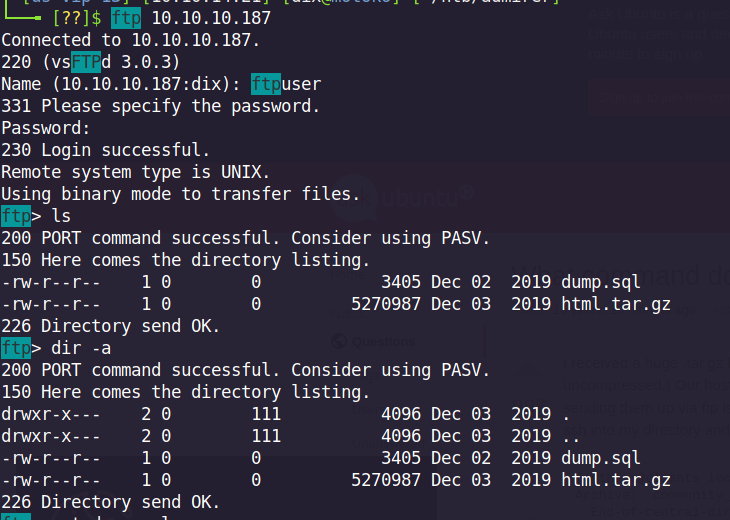 [??]$ ftp 10.10.10.187
Connected to 10.10.10.187.
220 (vsFTPd 3.0.3)
Name (10.10.10.187:dix): ftpuser
331 Please specify the password.
Password:
230 Login successful.
Remote system type is UNIX.
Using binary mode to transfer files.
ftp> ls
200 PORT command successful. Consider using PASV.
150 Here comes the directory listing.
-rw-r--r--    1 0        0            3405 Dec 02  2019 dump.sql
-rw-r--r--    1 0        0         5270987 Dec 03  2019 html.tar.gz
226 Directory send OK.
ftp> dir -a
200 PORT command successful. Consider using PASV.
150 Here comes the directory listing.
drwxr-x---    2 0        111          4096 Dec 03  2019 .
drwxr-x---    2 0        111          4096 Dec 03  2019 ..
-rw-r--r--    1 0        0            3405 Dec 02  2019 dump.sql
-rw-r--r--    1 0        0         5270987 Dec 03  2019 html.tar.gz
226 Directory send OK.
ubuntu
Questions